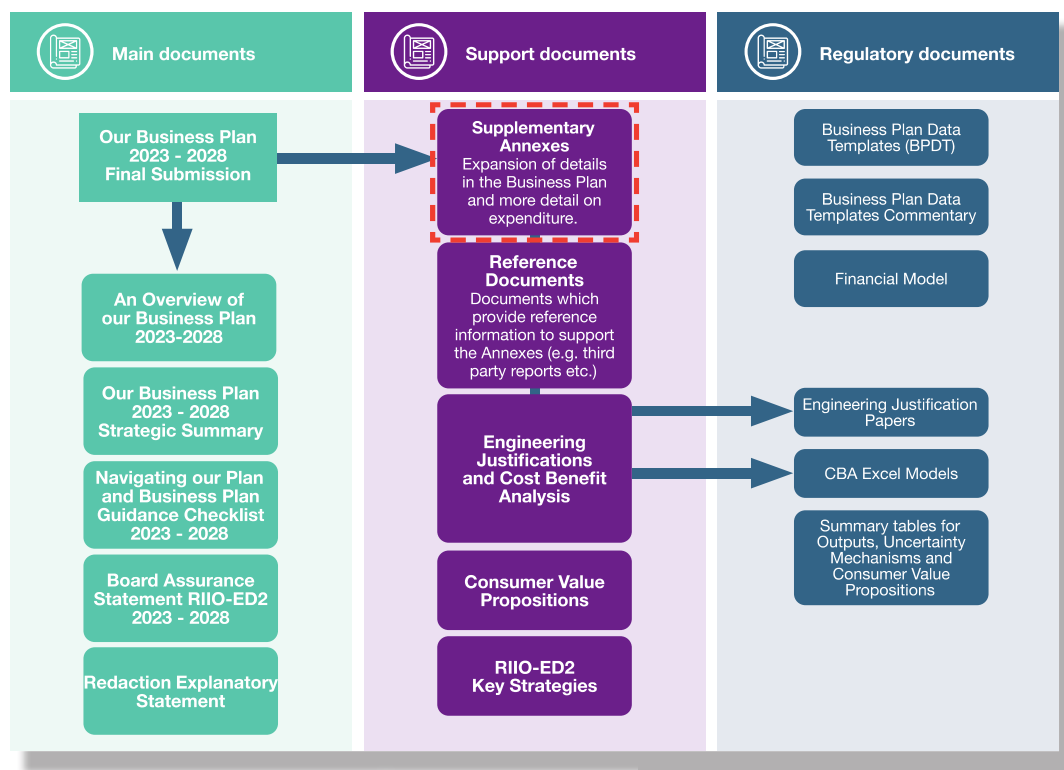 Main documents
Our Business Plan
2023 - 2028
Final Submission
An Overview of
our Business Plan
2023-2028
Our Business Plan
2023 - 2028
Strategic Summary
Navigating our Plan
and Business Plan
Guidance Checklist
2023 - 2028
Board Assurance
Statement RIIO-ED2
2023 - 2028
Redaction Explanatory
Statement
Support documents
Supplementary
Annexes
Expansion of details
in the Business Plan
and more detail on
expenditure.
Reference
Documents
Documents which
provide reference
information to support
the Annexes (e.g. third
party reports etc.)
Engineering
Justifications
and Cost Benefit
Analysis
Consumer Value
Propositions
RIIO-ED2
Key Strategies
Regulatory documents
Business Plan Data
Templates (BPDT)
Business Plan Data
Templates Commentary
Financial Model
Engineering Justification
Papers
CBA Excel Models
Summary tables for
Outputs, Uncertainty
Mechanisms and
Consumer Value
Propositions